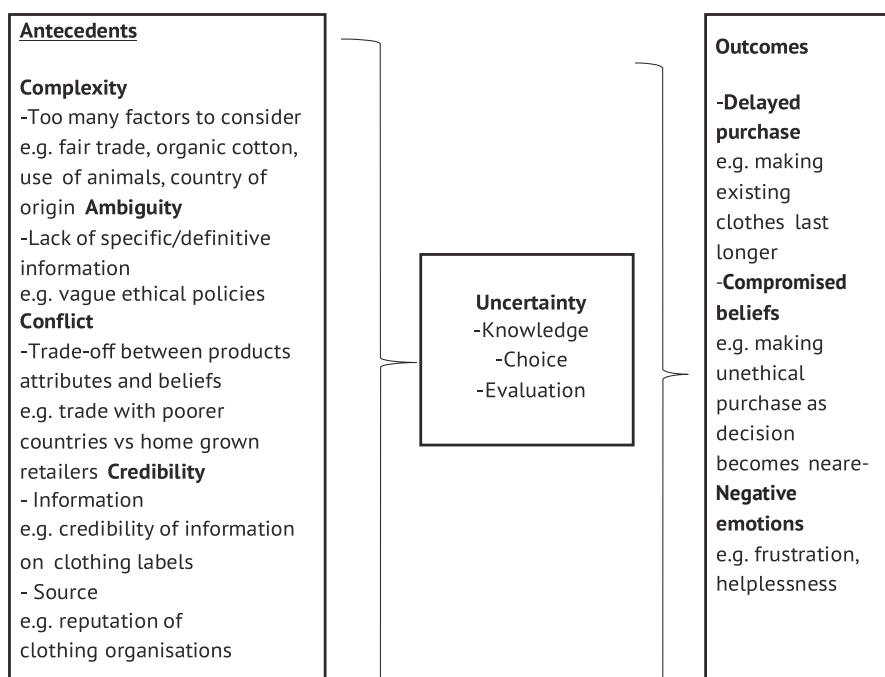 Antecedents
Complexity
-Too many factors to consider
e.g. fair trade, organic cotton,
use of animals, country of
origin Ambiguity
-Lack of specific/definitive
information
e.g. vague ethical policies
Conflict
-Trade-off between products
attributes and beliefs
e.g. trade with poorer
countries vs home grown
retailers Credibility
- Information
e.g. credibility of information
on clothing labels
- Source
e.g. reputation of
clothing organisations
Uncertainty
-Knowledge
-Choice
-Evaluation
Outcomes
-Delayed
purchase
e.g. making
existing
clothes last
longer
-Compromised
beliefs
e.g. making
unethical
purchase as
decision
becomes neare-
Negative
emotions
e.g. frustration,
helplessness